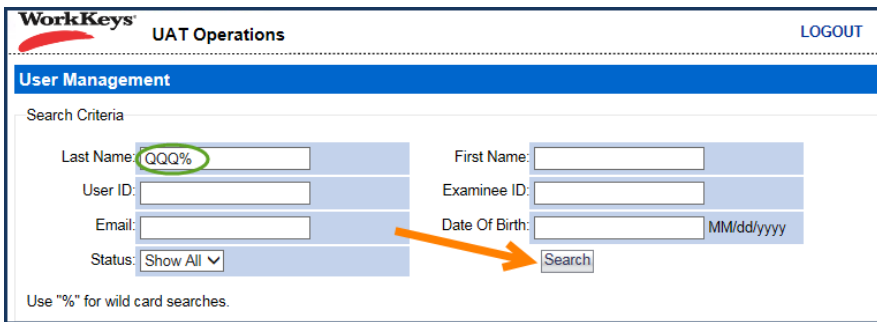 WorkKeys®
UAT Operations
LOGOUT
User Management
Search Criteria
Last Name: QQQ% First Name:
User ID: Examinee ID:
Email: Date Of Birth: MM/dd/yyyy
Status: Show All Search
Use "%" for wild card searches.